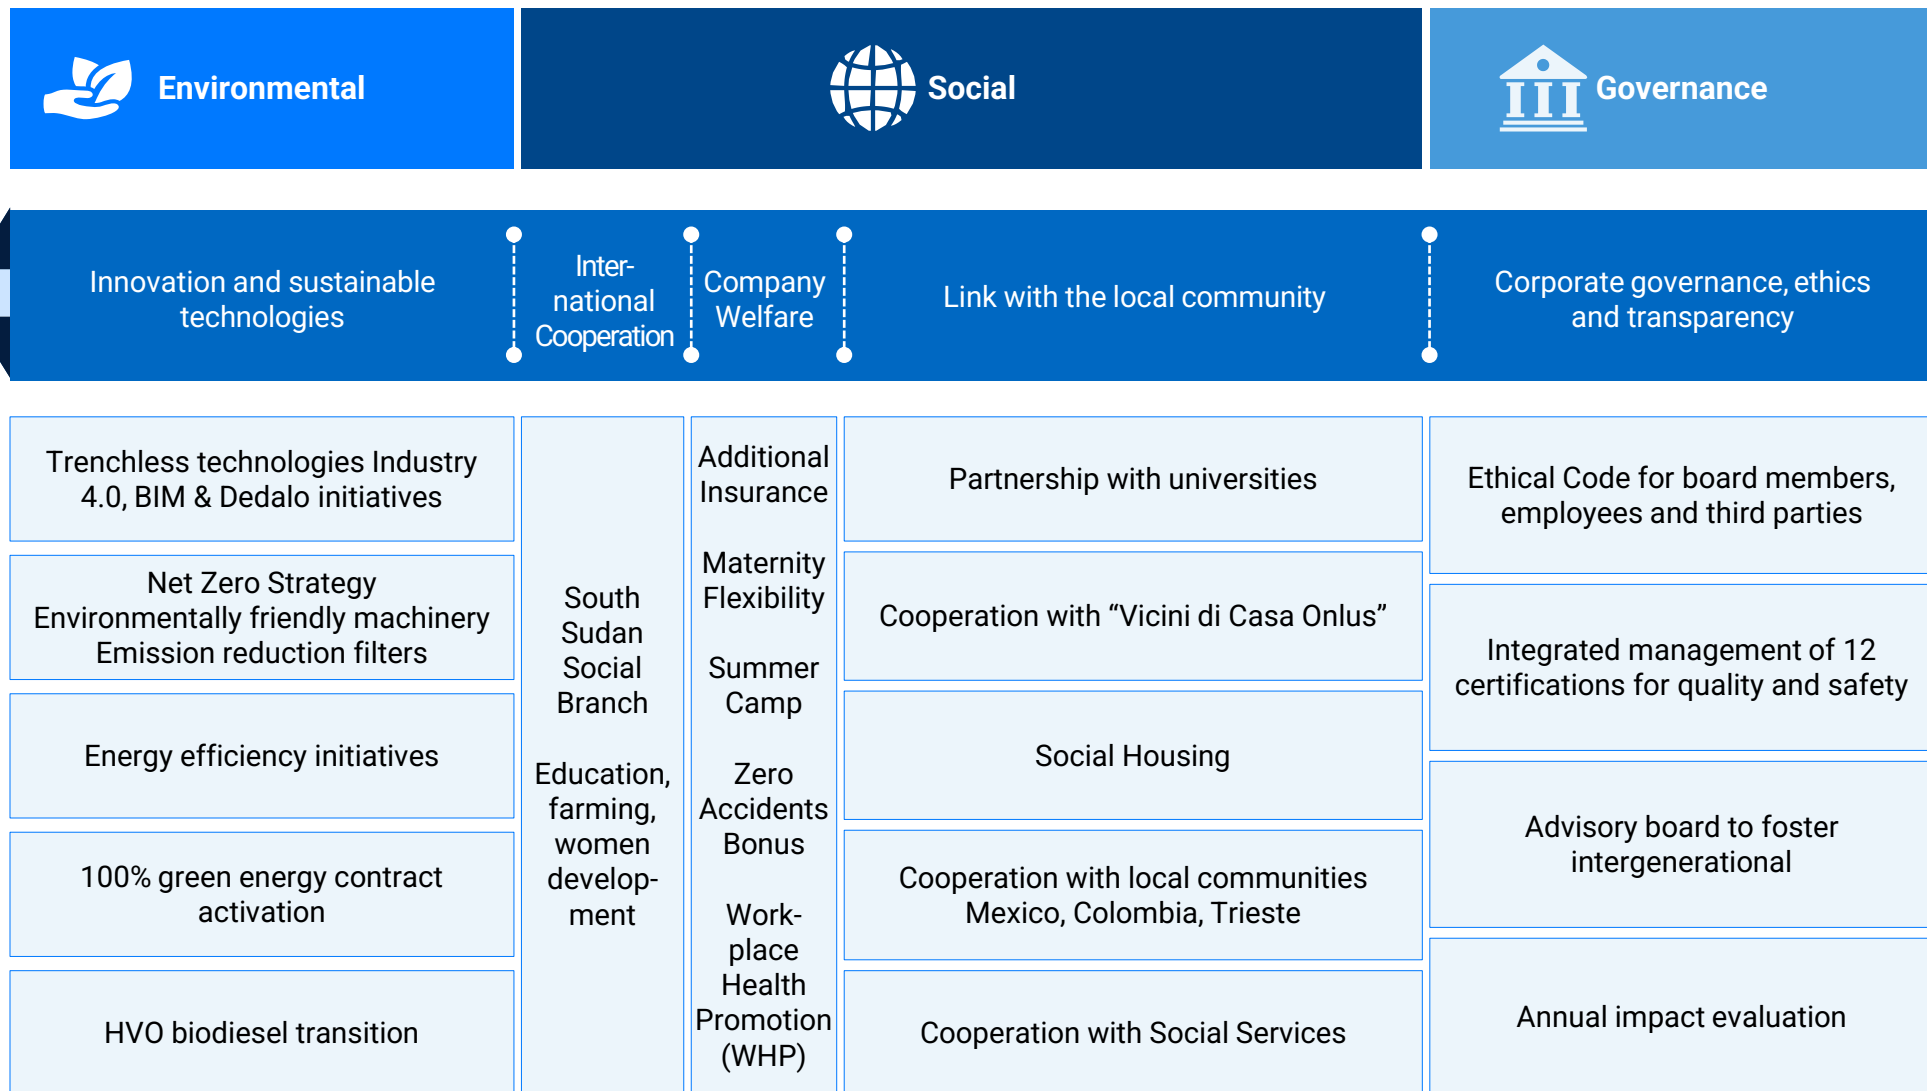 Environmental
Social
Governance
Innovation and sustainable
technologies
Inter-
national
Cooperation
Company
Welfare
Link with the local community
Corporate governance, ethics
and transparency
Trenchless technologies Industry
4.0, BIM & Dedalo initiatives
Net Zero Strategy
Environmentally friendly machinery
Emission reduction filters
Energy efficiency initiatives
100% green energy contract
activation
HVO biodiesel transition
South
Sudan
Social
Branch
Education,
farming,
women
develop-
ment
Additional
Insurance
Maternity
Flexibility
Summer
Camp
Zero
Accidents
Bonus
Work-
place
Health
Promotion
(WHP)
Partnership with universities
Cooperation with “Vicini di Casa Onlus”
Social Housing
Cooperation with local communities
Mexico, Colombia, Trieste
Cooperation with Social Services
Ethical Code for board members,
employees and third parties
Integrated management of 12
certifications for quality and safety
Advisory board to foster
intergenerational
Annual impact evaluation